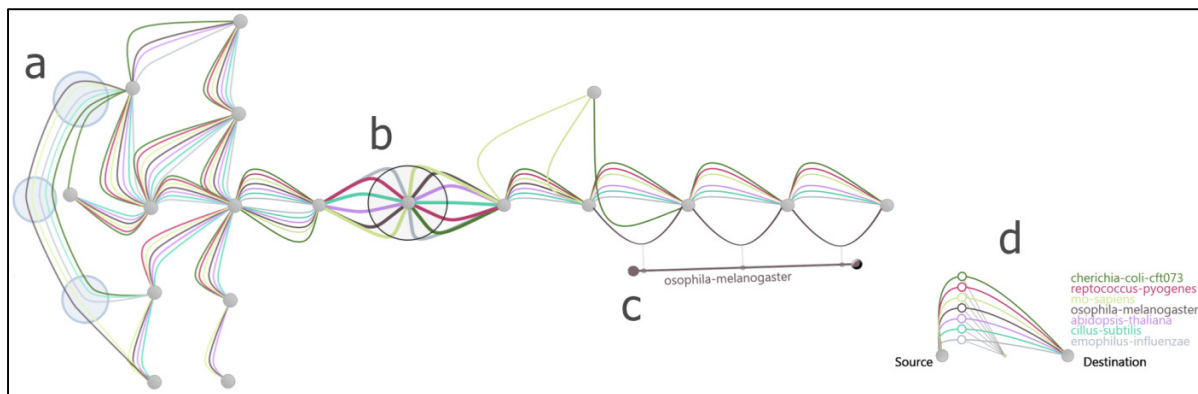 a
b
c
osophila-melanogaster
d
cherichia-coli-cft073
reptococcus-pyogenes
mo-sapiens
osophila-melanogaster
abidopsis-thaliana
cillus-subtilis
emophilus-influenzae
Source
Destination